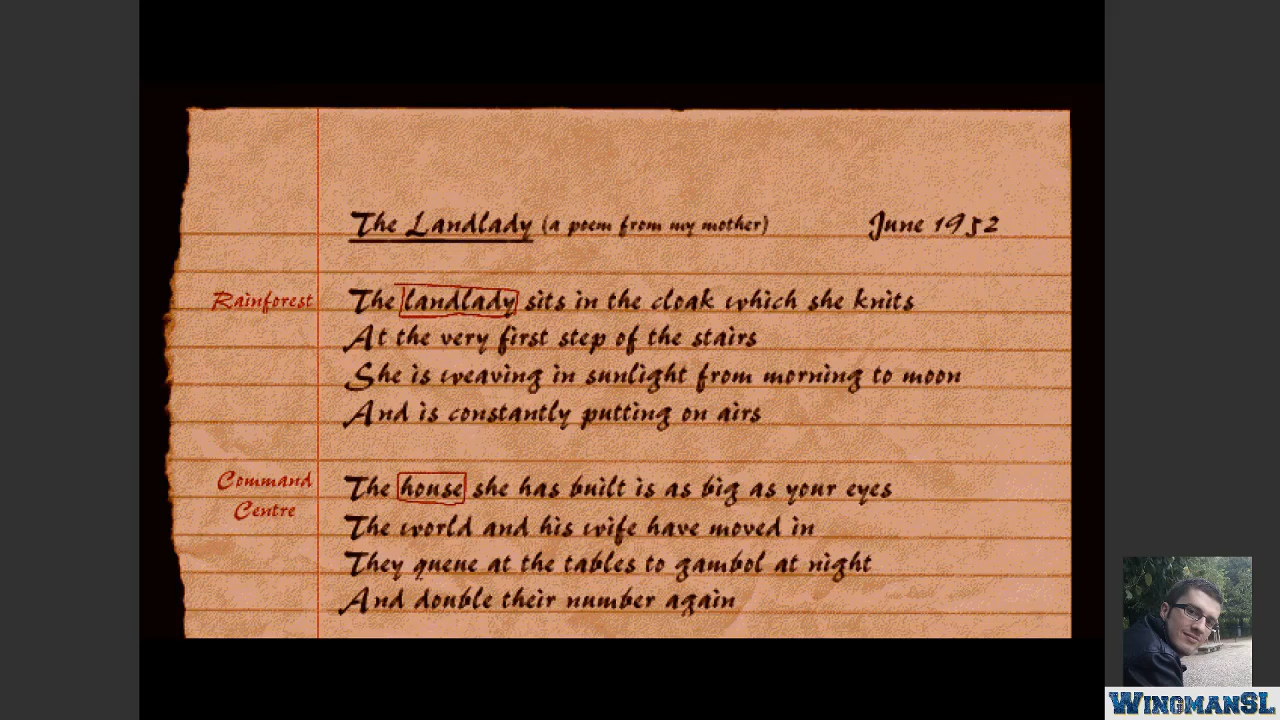 The Landlady (a poem from my mother) June 1952
Rainforest
The landlady sits in the cloak which she knits
At the very first step of the stairs
She is weaving in sunlight from morning to moon
And is constantly putting on airs
Command
Centre
The house she has built is as big as your eyes
The world and his wife have moved in
They queue at the tables to gambol at night
And double their number again
WINGMANSL